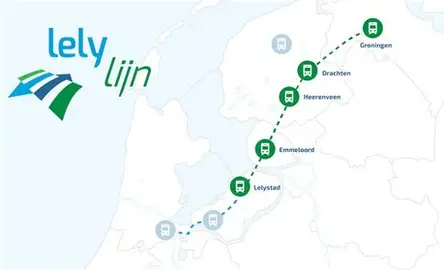 lely
lijn
Groningen
Drachten
Heerenveen
Emmeloord
Lelystad